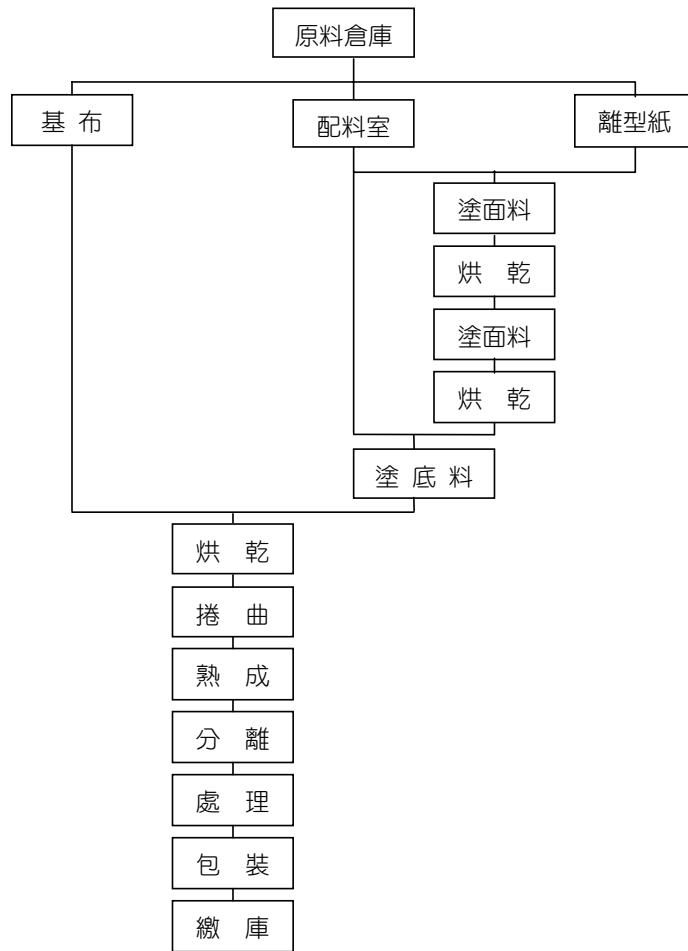 原料倉庫
基 布
配料室
離型紙
塗面料
烘 乾
塗面料
烘 乾
塗 底 料
烘 乾
捲 曲
熟 成
分 離
處 理
包 裝
繳 庫